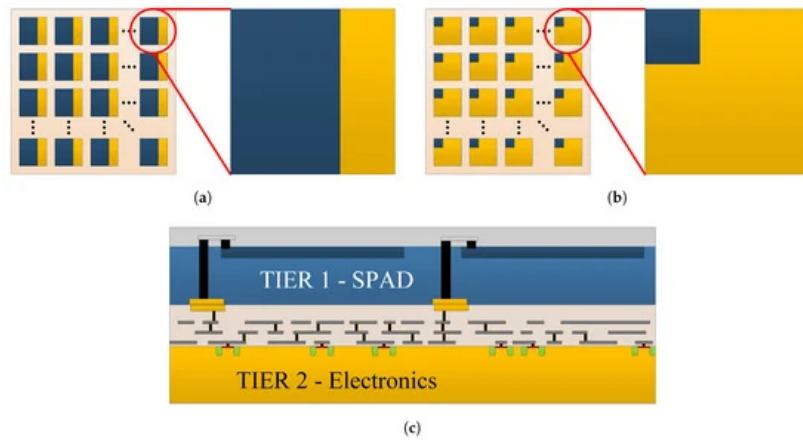 (a)
(b)
TIER 1 - SPAD
TIER 2 - Electronics
(c)